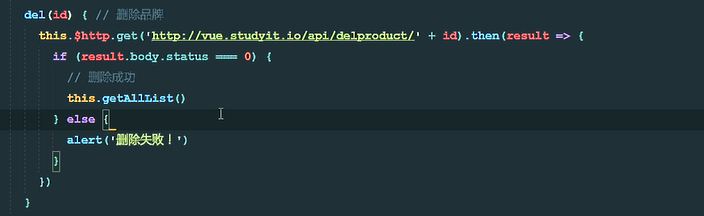 del(id) { // 删除品牌
this.$http.get('http://vue.studyit.io/api/delproduct/' + id).then(result => {
if (result.body.status === 0) {
// 删除成功
this.getAllList()
} else {
alert('删除失败！')
}
})
}